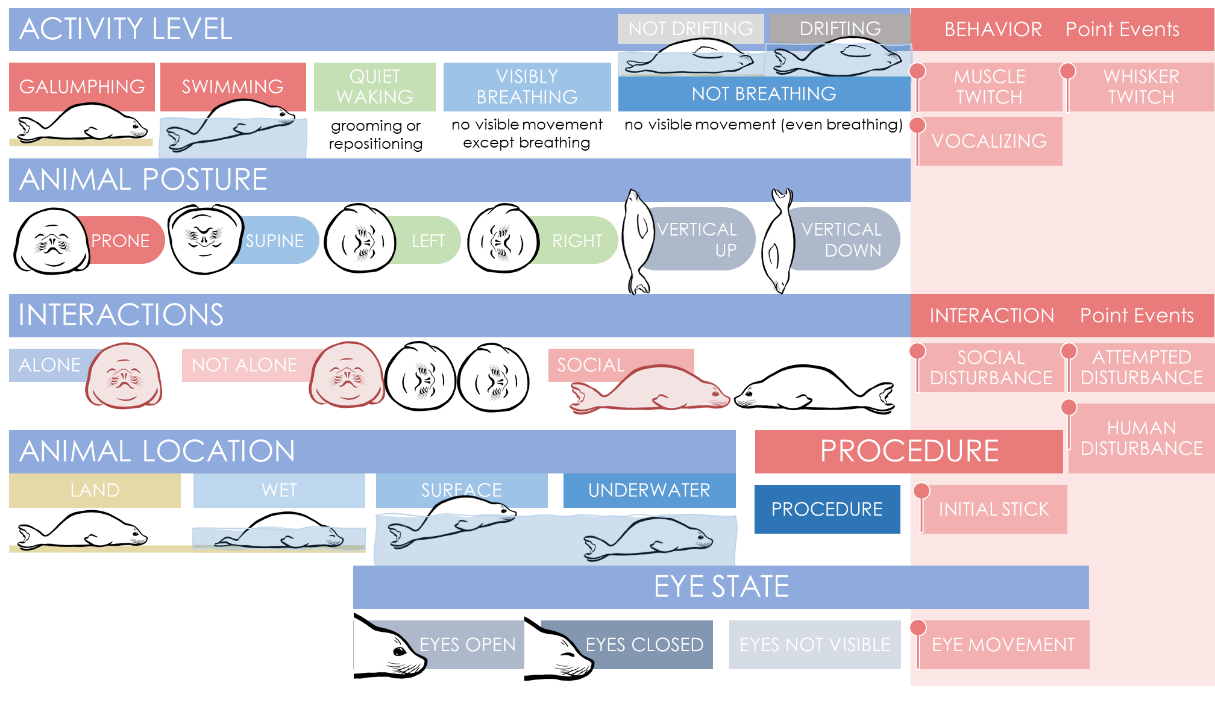 ACTIVITY LEVEL
NOT DRIFTING
DRIFTING
BEHAVIOR Point Events
GALUMPHING
SWIMMING
QUIET
WAKING
VISIBLY
BREATHING
NOT BREATHING
MUSCLE
TWITCH
WHISKER
TWITCH
grooming or
repositioning
no visible movement
except breathing
no visible movement (even breathing)
VOCALIZING
ANIMAL POSTURE
PRONE
SUPINE
LEFT
RIGHT
VERTICAL
UP
VERTICAL
DOWN
INTERACTIONS
INTERACTION Point Events
ALONE
NOT ALONE
SOCIAL
SOCIAL
DISTURBANCE
ATTEMPTED
DISTURBANCE
HUMAN
DISTURBANCE
ANIMAL LOCATION
PROCEDURE
LAND
WET
SURFACE
UNDERWATER
PROCEDURE
INITIAL STICK
EYE STATE
EYES OPEN
EYES CLOSED
EYES NOT VISIBLE
EYE MOVEMENT